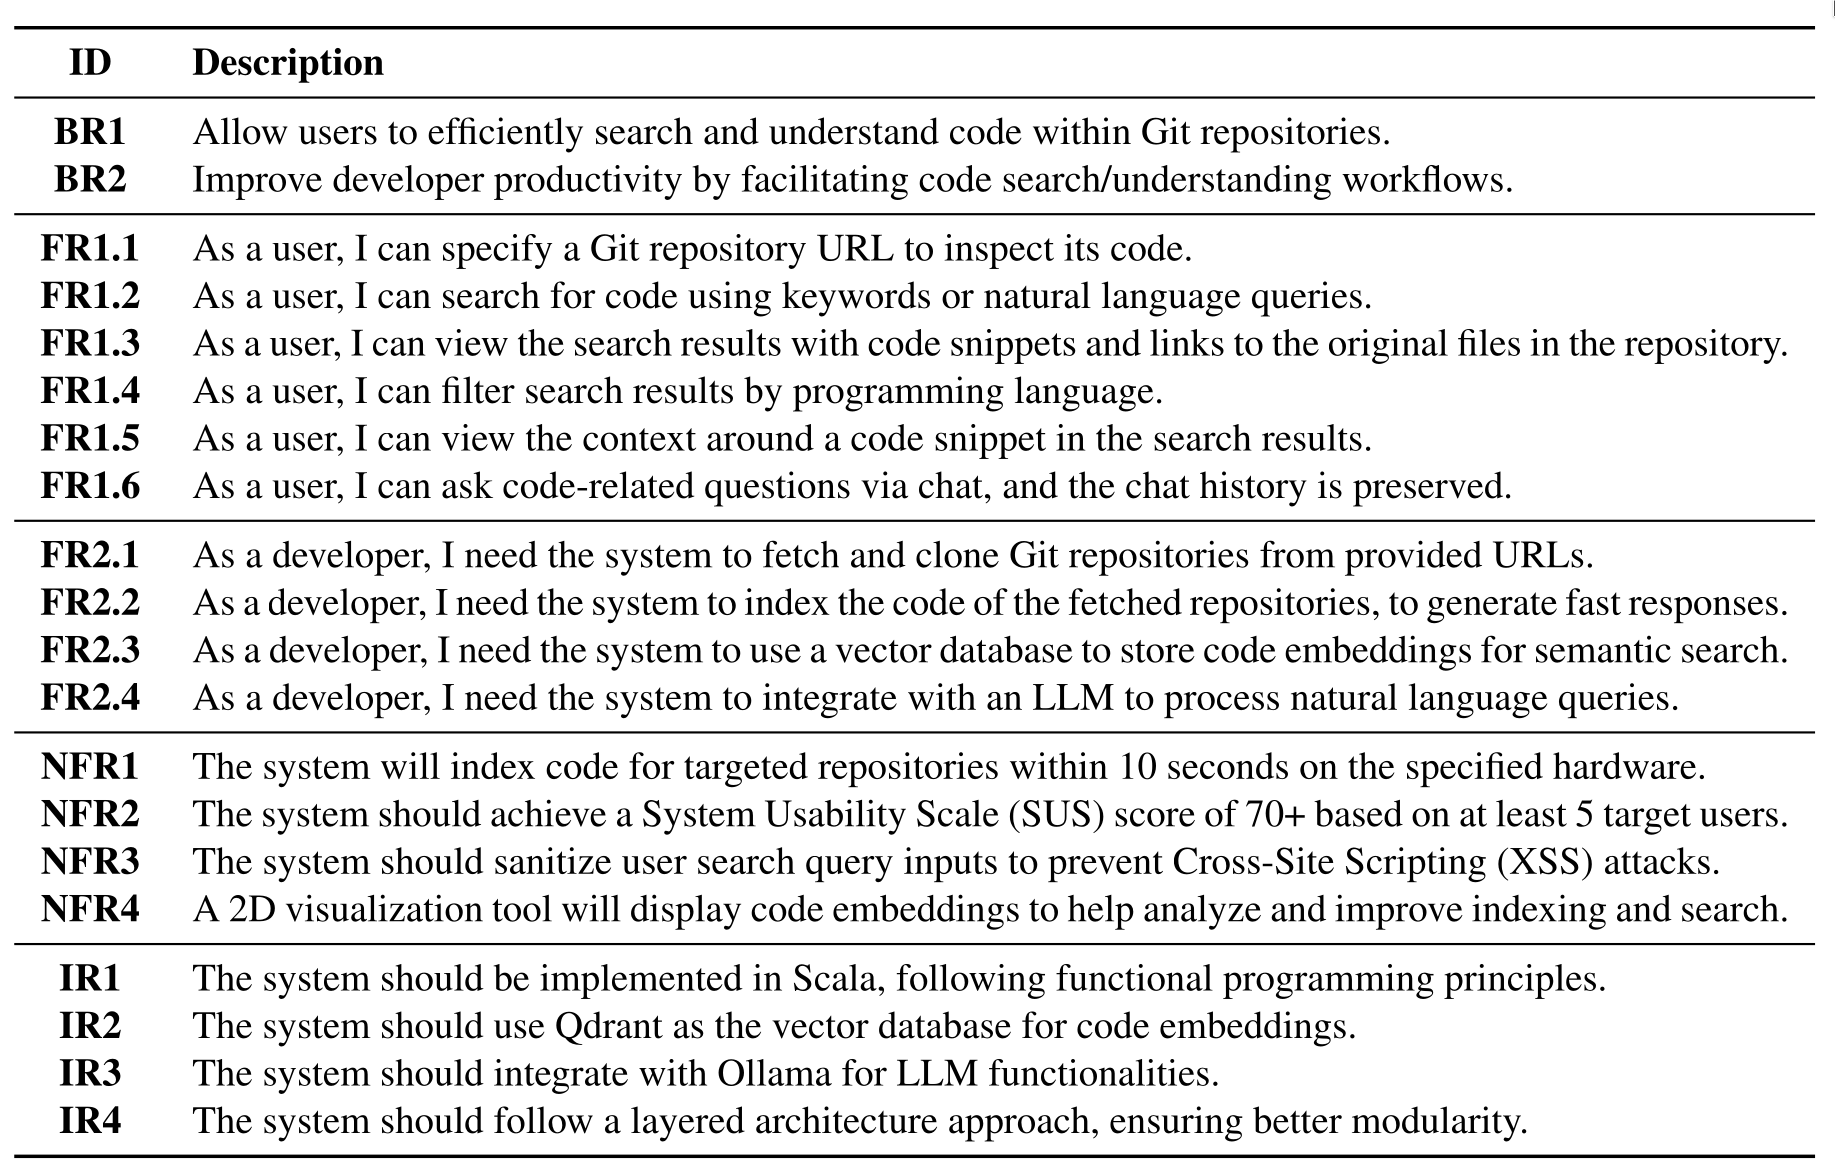 ID Description
BR1 Allow users to efficiently search and understand code within Git repositories.
BR2 Improve developer productivity by facilitating code search/understanding workflows.
FR1.1 As a user, I can specify a Git repository URL to inspect its code.
FR1.2 As a user, I can search for code using keywords or natural language queries.
FR1.3 As a user, I can view the search results with code snippets and links to the original files in the repository.
FR1.4 As a user, I can filter search results by programming language.
FR1.5 As a user, I can view the context around a code snippet in the search results.
FR1.6 As a user, I can ask code-related questions via chat, and the chat history is preserved.
FR2.1 As a developer, I need the system to fetch and clone Git repositories from provided URLs.
FR2.2 As a developer, I need the system to index the code of the fetched repositories, to generate fast responses.
FR2.3 As a developer, I need the system to use a vector database to store code embeddings for semantic search.
FR2.4 As a developer, I need the system to integrate with an LLM to process natural language queries.
NFR1 The system will index code for targeted repositories within 10 seconds on the specified hardware.
NFR2 The system should achieve a System Usability Scale (SUS) score of 70+ based on at least 5 target users.
NFR3 The system should sanitize user search query inputs to prevent Cross-Site Scripting (XSS) attacks.
NFR4 A 2D visualization tool will display code embeddings to help analyze and improve indexing and search.
IR1 The system should be implemented in Scala, following functional programming principles.
IR2 The system should use Qdrant as the vector database for code embeddings.
IR3 The system should integrate with Ollama for LLM functionalities.
IR4 The system should follow a layered architecture approach, ensuring better modularity.